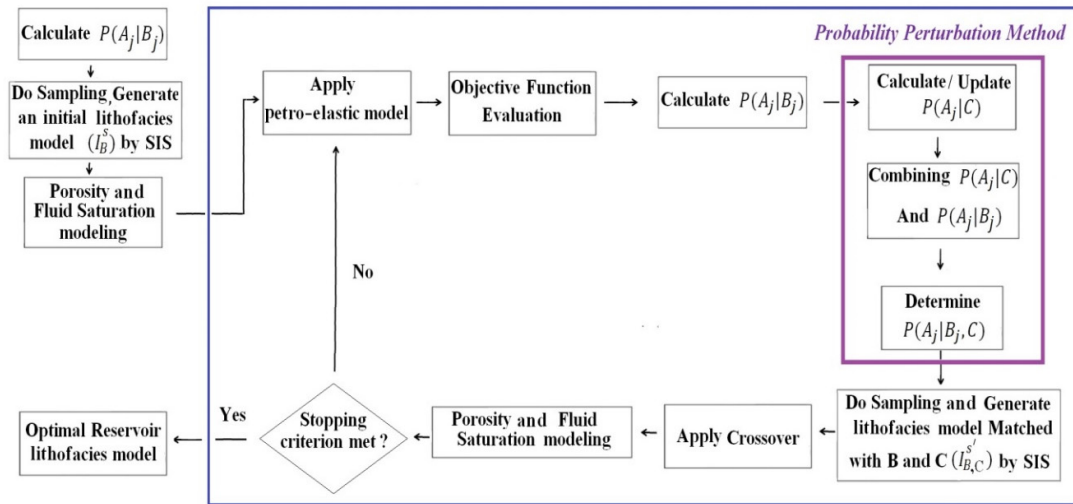 Calculate P(A_j|B_j)
Do Sampling, Generate
an initial lithofacies
model (I_B^s) by SIS
Porosity and
Fluid Saturation
modeling
Probability Perturbation Method
Apply
petro-elastic model
Objective Function
Evaluation
Calculate P(A_j|B_j)
Calculate/ Update
P(A_j|C)
Combining P(A_j|C)
And P(A_j|B_j)
Determine
P(A_j|B_j, C)
No
Do Sampling and Generate
lithofacies model Matched
with B and C (I_{B,C}^{s'}) by SIS
Apply Crossover
Porosity and Fluid
Saturation modeling
Stopping
criterion met ?
Yes
Optimal Reservoir
lithofacies model